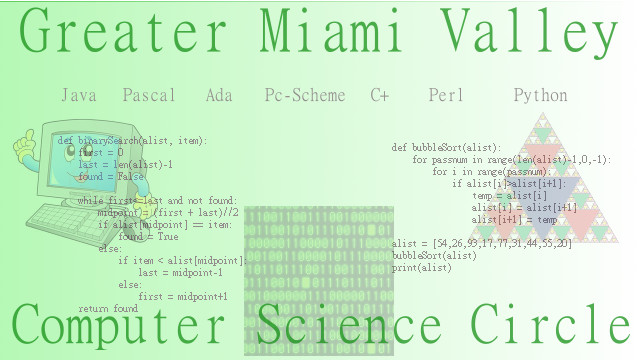 Greater Miami Valley
Java Pascal Ada Pc-Scheme C+ Perl Python
def binarySearch(alist, item):
first = 0
last = len(alist)-1
found = False
while first<=last and not found:
midpoint = (first + last)//2
if alist[midpoint] == item:
found = True
else:
if item < alist[midpoint]:
last = midpoint-1
else:
first = midpoint+1
return found
def bubbleSort(alist):
for passnum in range(len(alist)-1,0,-1):
for i in range(passnum):
if alist[i]>alist[i+1]:
temp = alist[i]
alist[i] = alist[i+1]
alist[i+1] = temp
alist = [54,26,93,17,77,31,44,55,20]
bubbleSort(alist)
print(alist)
Computer Science Circle